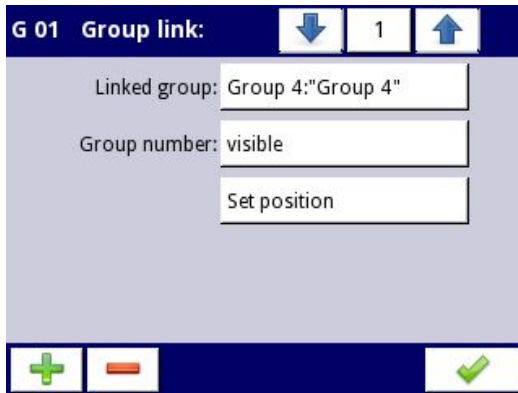 G 01 Group link: 1
Linked group: Group 4:"Group 4"
Group number: visible
Set position